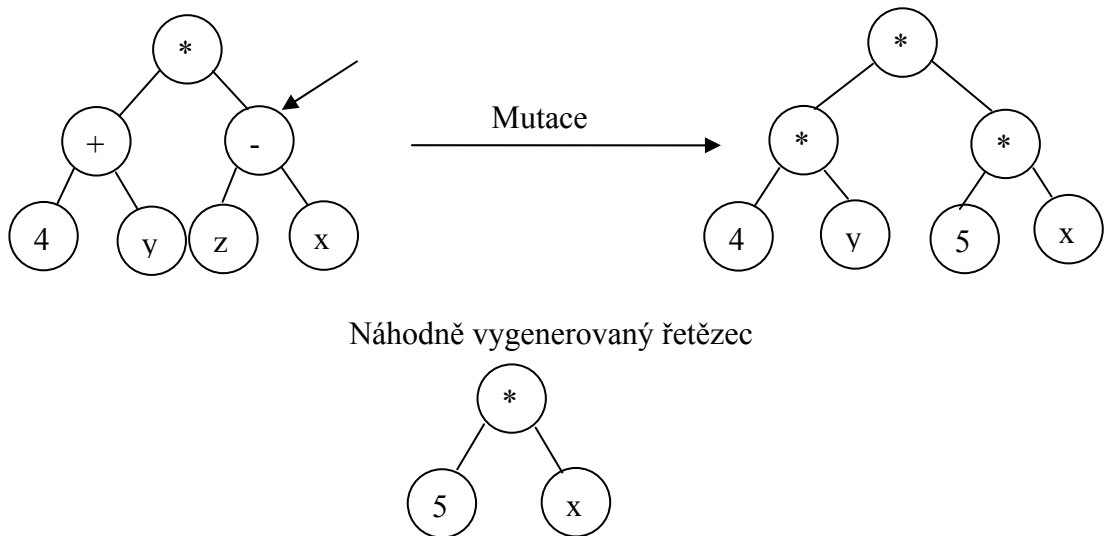 * *
Mutace
+ - * *
4 y z x 4 y 5 x
Náhodně vygenerovaný řetězec
*
5 x